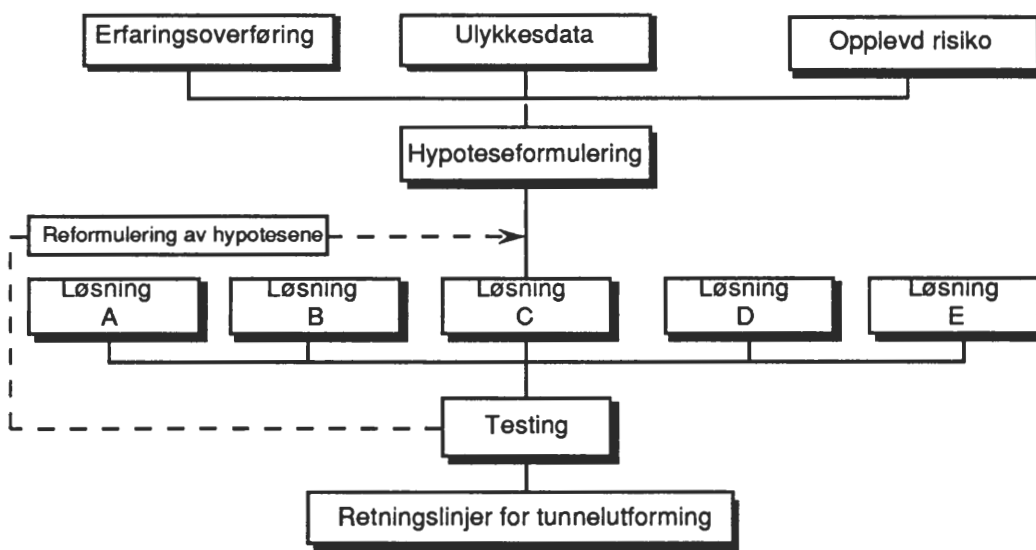 Erfaringsoverføring
Ulykkesdata
Opplevd risiko
Hypoteseformulering
Reformulering av hypotesene
Løsning
A
Løsning
B
Løsning
C
Løsning
D
Løsning
E
Testing
Retningslinjer for tunnelutforming